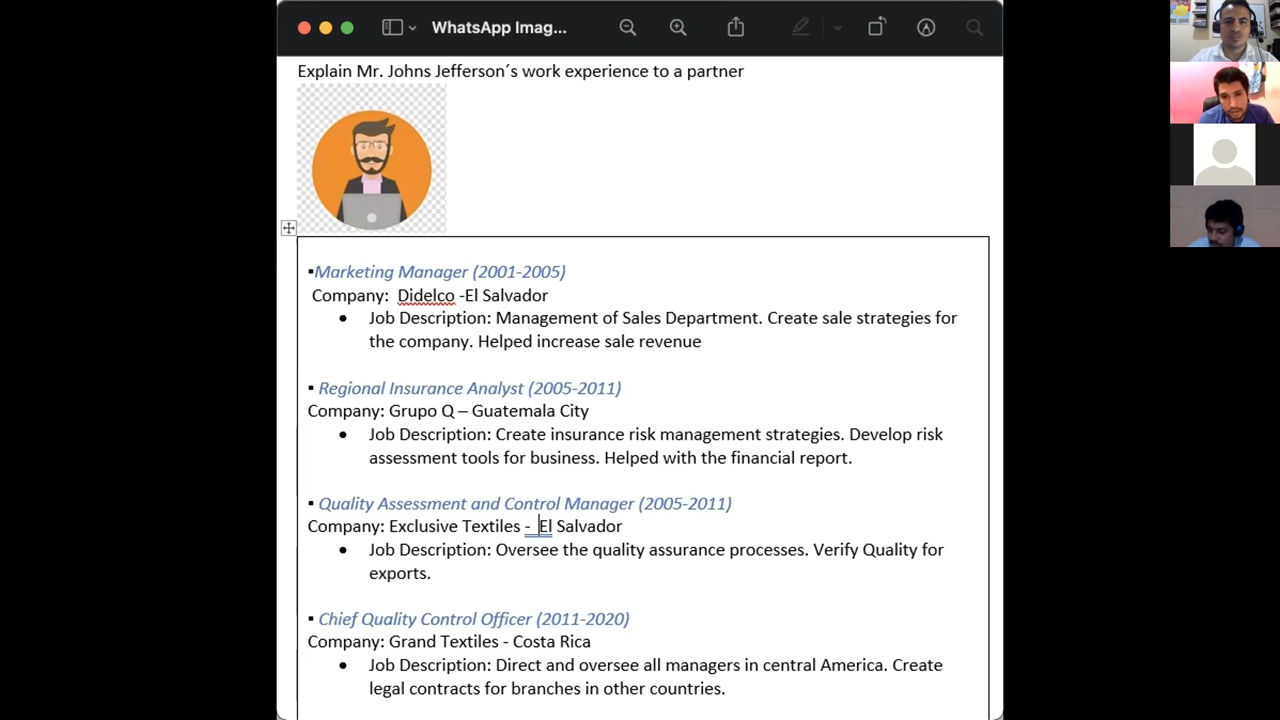 WhatsApp Imag...
Explain Mr. Johns Jefferson´s work experience to a partner
▪Marketing Manager (2001-2005)
Company: Didelco -El Salvador
● Job Description: Management of Sales Department. Create sale strategies for
the company. Helped increase sale revenue
▪ Regional Insurance Analyst (2005-2011)
Company: Grupo Q – Guatemala City
● Job Description: Create insurance risk management strategies. Develop risk
assessment tools for business. Helped with the financial report.
▪ Quality Assessment and Control Manager (2005-2011)
Company: Exclusive Textiles - El Salvador
● Job Description: Oversee the quality assurance processes. Verify Quality for
exports.
▪ Chief Quality Control Officer (2011-2020)
Company: Grand Textiles - Costa Rica
● Job Description: Direct and oversee all managers in central America. Create
legal contracts for branches in other countries.